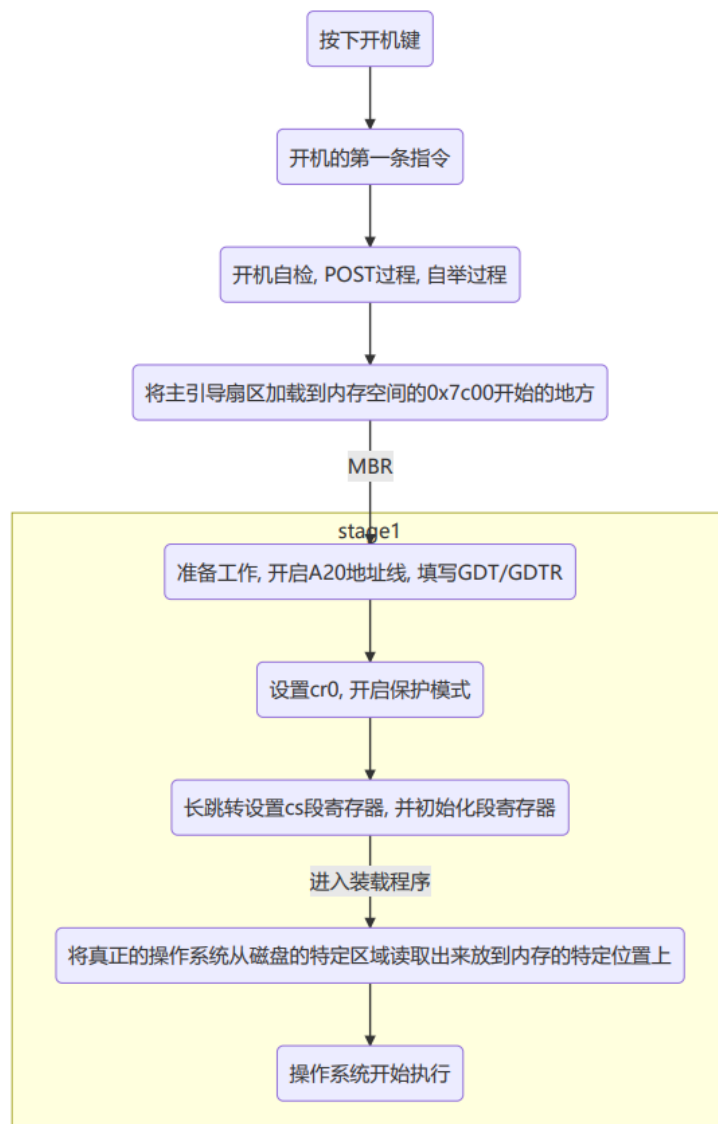 按下开机键
开机的第一条指令
开机自检, POST过程, 自举过程
将主引导扇区加载到内存空间的0x7c00开始的地方
MBR
stage1
准备工作, 开启A20地址线, 填写GDT/GDTR
设置cr0, 开启保护模式
长跳转设置cs段寄存器, 并初始化段寄存器
进入装载程序
将真正的操作系统从磁盘的特定区域读取出来放到内存的特定位置上
操作系统开始执行